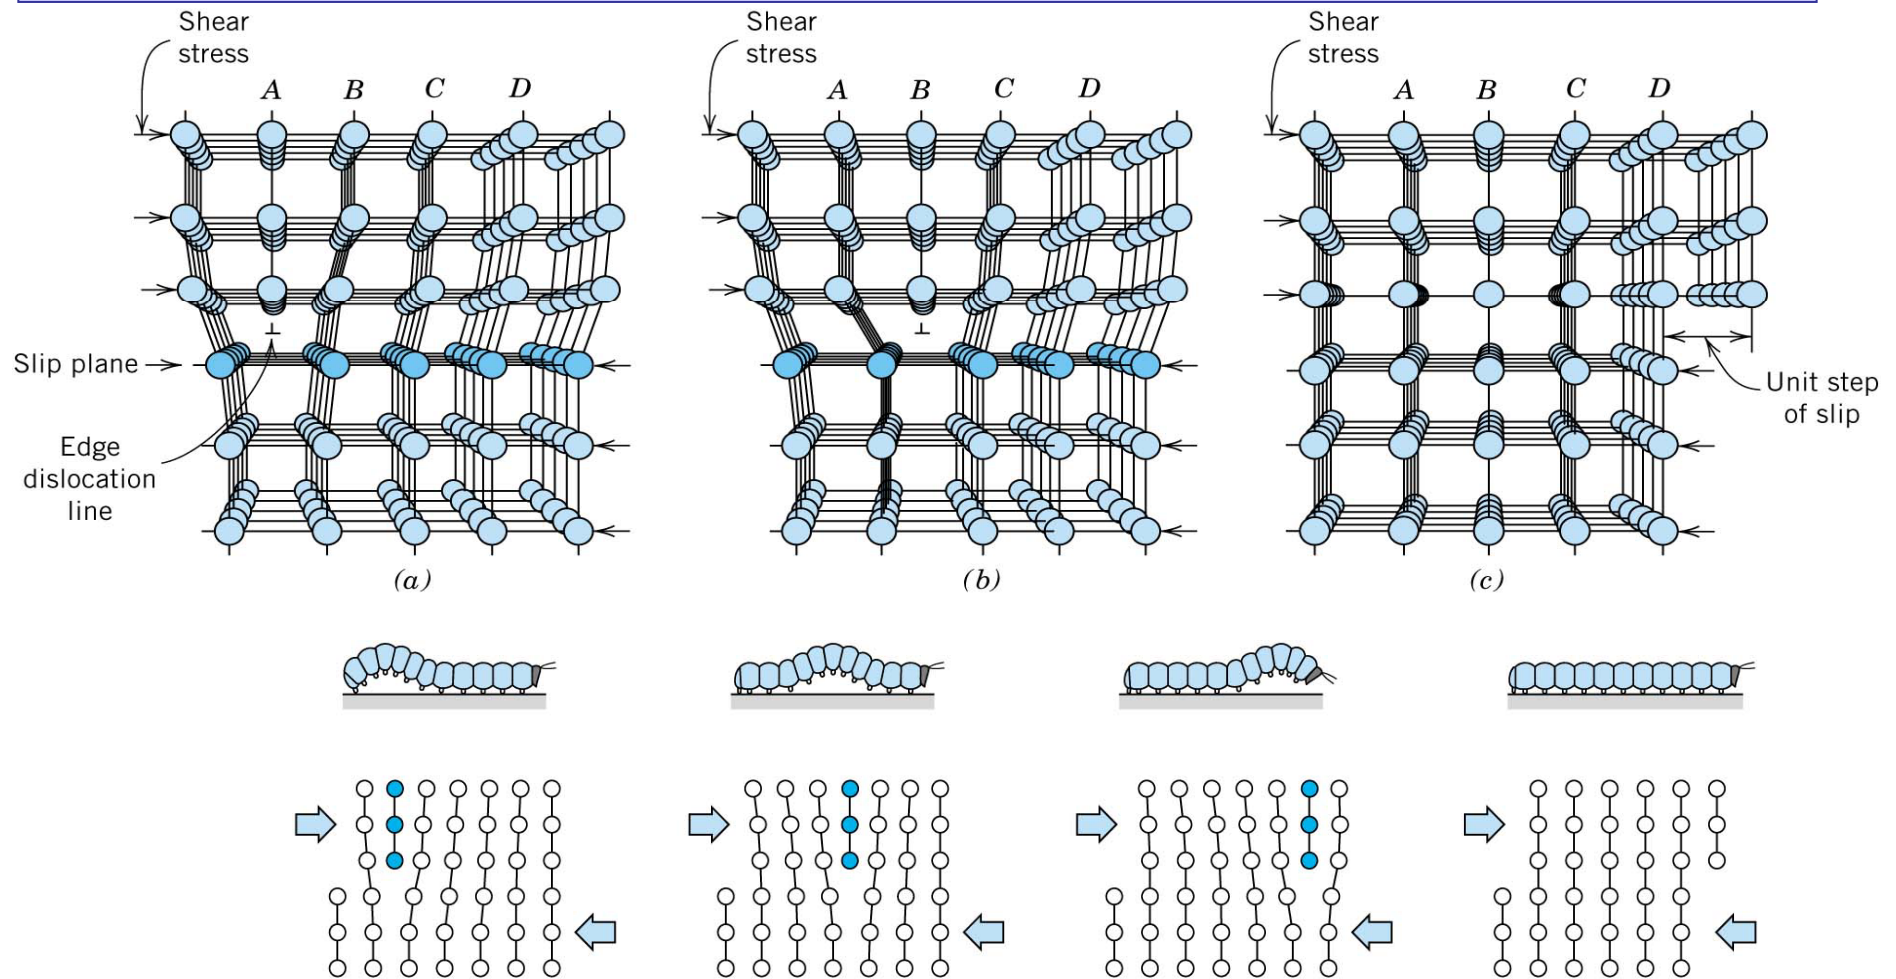 Shear
stress
A B C D
Slip plane
Edge
dislocation
line
⊥
(a)
Shear
stress
A B C D
⊥
(b)
Shear
stress
A B C D
Unit step
of slip
(c)